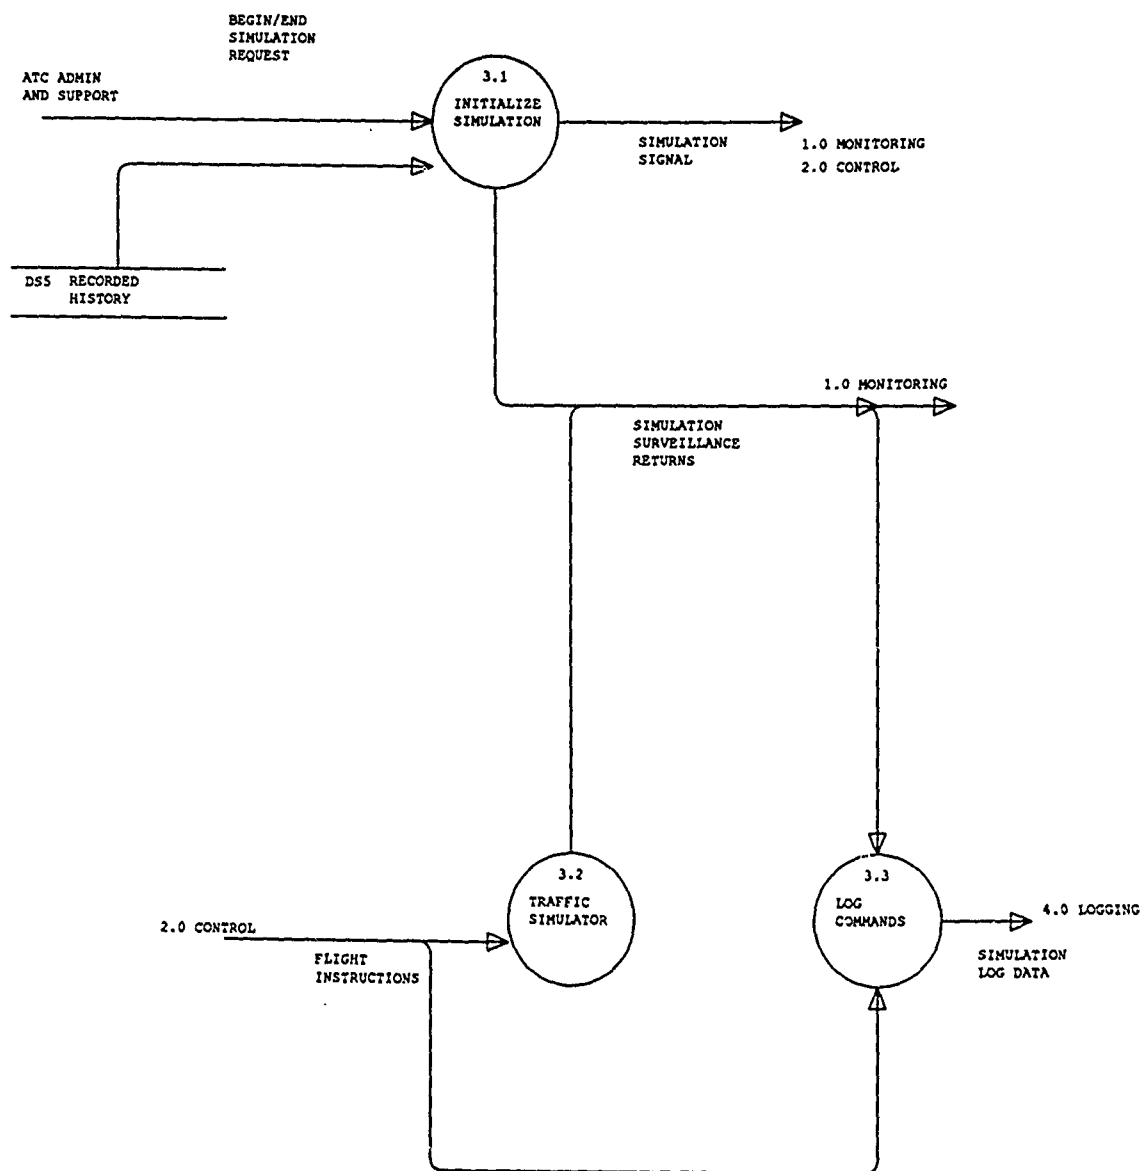 BEGIN/END
SIMULATION
REQUEST
ATC ADMIN
AND SUPPORT
3.1
INITIALIZE
SIMULATION
SIMULATION
SIGNAL
1.0 MONITORING
2.0 CONTROL
DS5 RECORDED
HISTORY
1.0 MONITORING
SIMULATION
SURVEILLANCE
RETURNS
3.2
TRAFFIC
SIMULATOR
3.3
LOG
COMMANDS
2.0 CONTROL
FLIGHT
INSTRUCTIONS
4.0 LOGGING
SIMULATION
LOG DATA